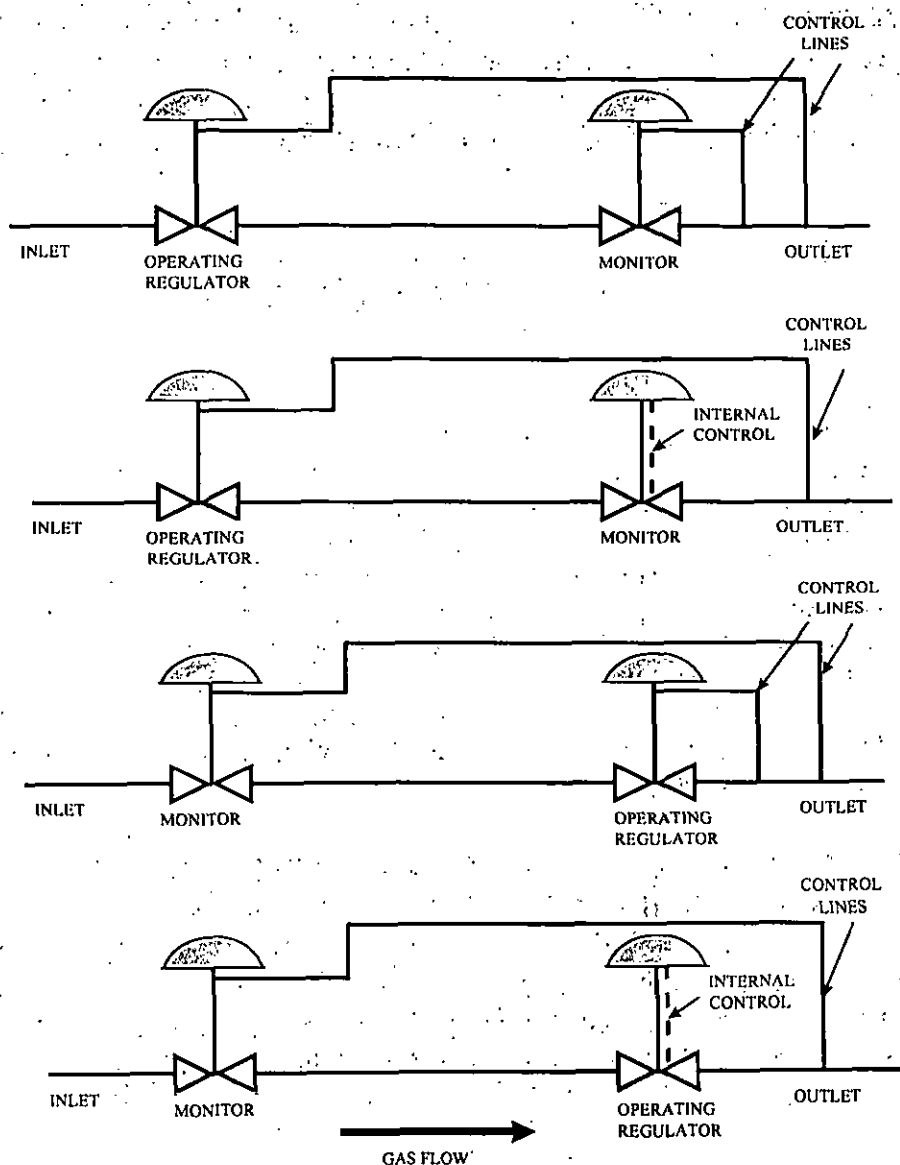 CONTROL
LINES
INLET
OPERATING
REGULATOR
MONITOR
OUTLET
CONTROL
LINES
INTERNAL
CONTROL
INLET
OPERATING
REGULATOR.
MONITOR
OUTLET
CONTROL
LINES
INLET
MONITOR
OPERATING
REGULATOR
OUTLET
CONTROL
LINES
INTERNAL
CONTROL
INLET
MONITOR
OPERATING
REGULATOR
OUTLET
GAS FLOW